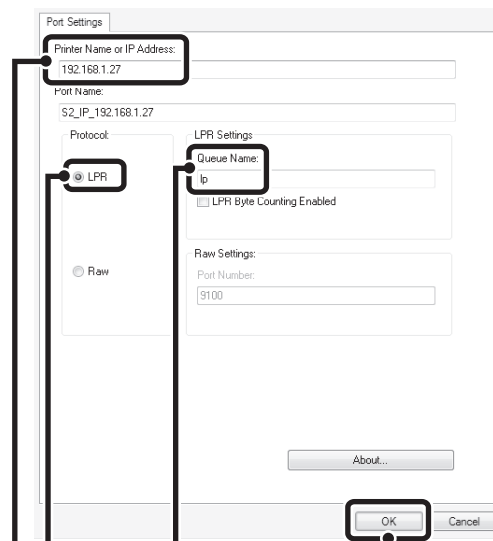 Port Settings
Printer Name or IP Address:
192.168.1.27
Port Name:
S2_IP_192.168.1.27
Protocol:
LPR
Raw
LPR Settings
Queue Name:
lp
LPR Byte Counting Enabled
Raw Settings:
Port Number:
9100
About...
OK
Cancel